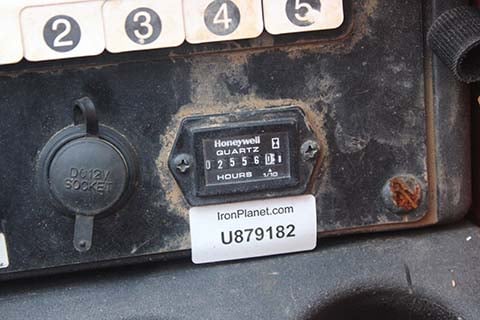 2 3 4 5
Honeywell
QUARTZ
02556
HOURS 1/10
DC12V
SOCKET
IronPlanet.com
U879182